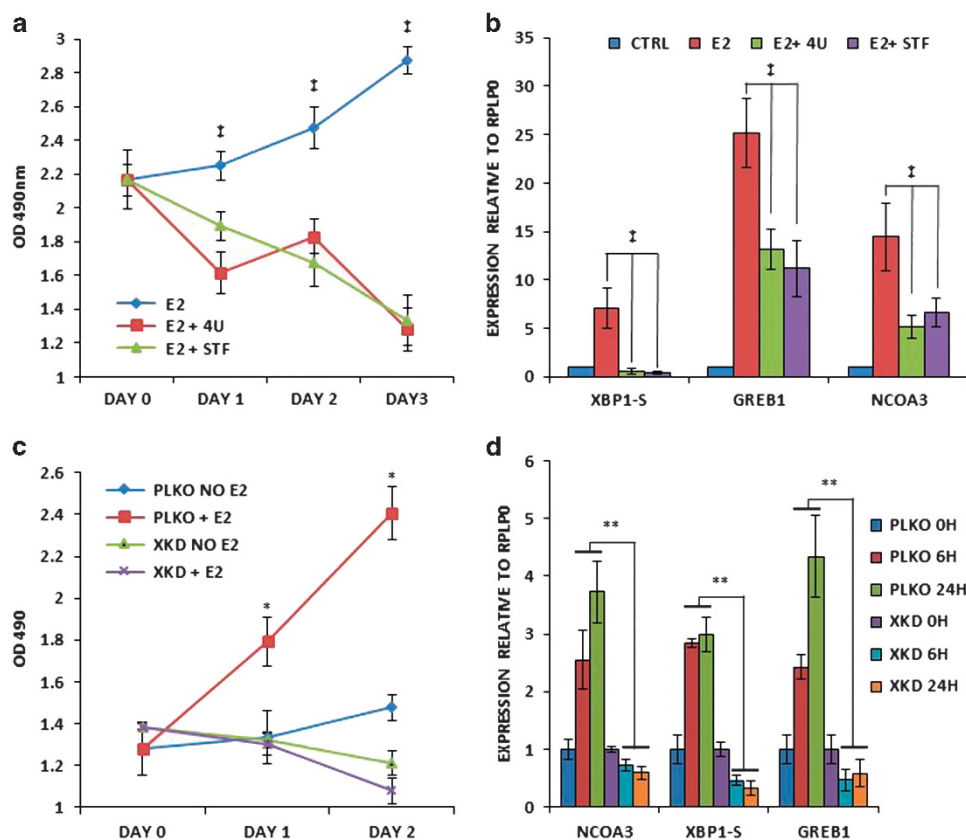 a
3
2.8
2.6
2.4
2.2
2
1.8
1.6
1.4
1.2
1
OD 490nm
E2
E2 + 4U
E2 + STF
DAY 0 DAY 1 DAY 2 DAY3
b
35
30
25
20
15
10
5
0
EXPRESSION RELATIVE TO RPLP0
CTRL E2 E2+ 4U E2+ STF
XBP1-S GREB1 NCOA3
c
2.6
2.4
2.2
2
1.8
1.6
1.4
1.2
1
OD490
PLKO NO E2
PLKO + E2
XKD NO E2
XKD + E2
*
*
DAY 0 DAY 1 DAY 2
d
6
5
4
3
2
1
0
EXPRESSION RELATIVE TO RPLP0
**
**
**
PLKO 0H
PLKO 6H
PLKO 24H
XKD 0H
XKD 6H
XKD 24H
NCOA3 XBP1-S GREB1